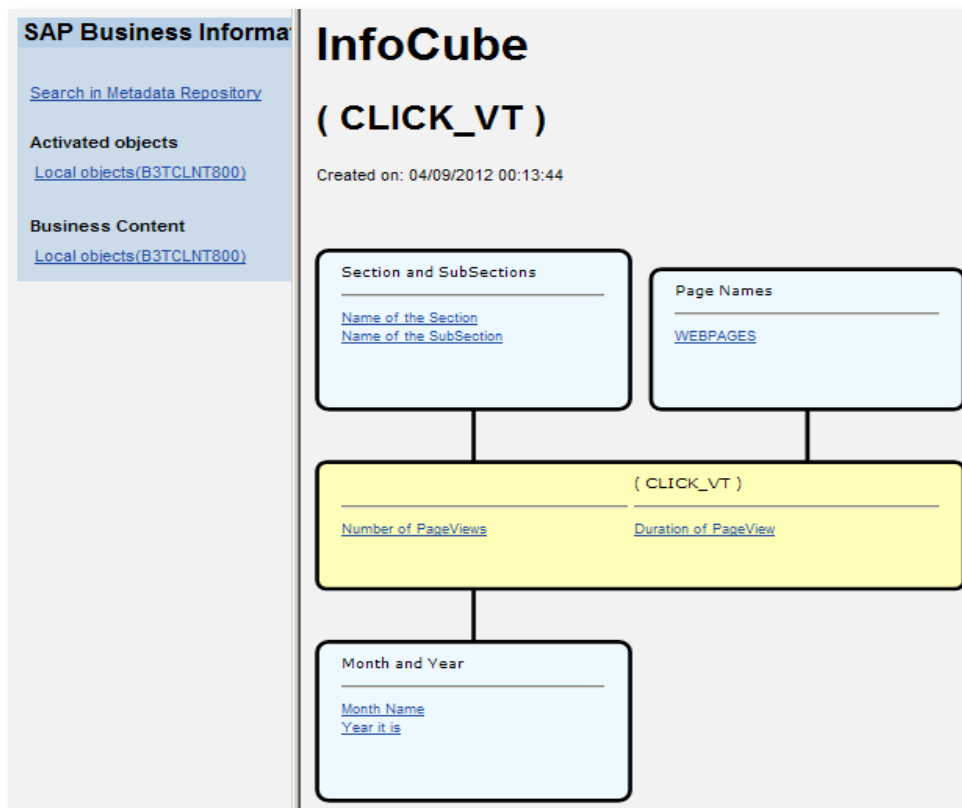 SAP Business Informa
Search in Metadata Repository
Activated objects
Local objects(B3TCLNT800)
Business Content
Local objects(B3TCLNT800)
InfoCube
( CLICK_VT )
Created on: 04/09/2012 00:13:44
Section and SubSections
Name of the Section
Name of the SubSection
Page Names
WEBPAGES
( CLICK_VT )
Number of PageViews
Duration of PageView
Month and Year
Month Name
Year it is